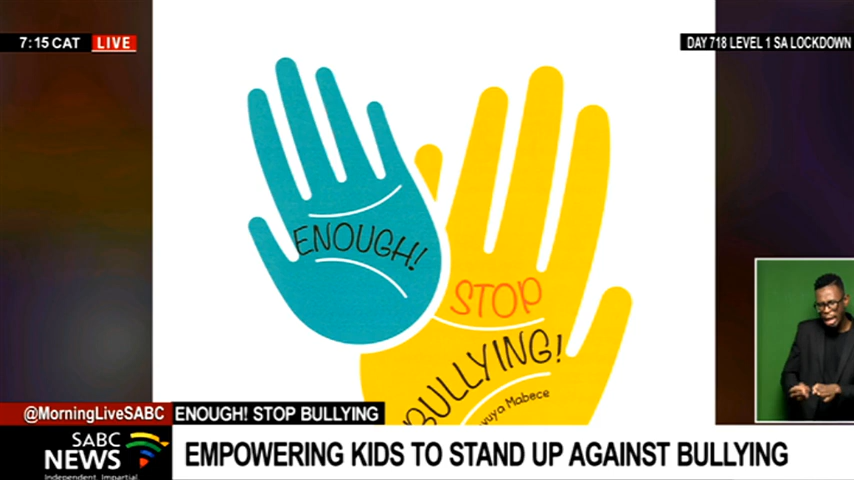 7:15 CAT LIVE
DAY 718 LEVEL 1 SA LOCKDOWN
ENOUGH!
STOP
BULLYING!
Mabece
@MorningLiveSABC
ENOUGH! STOP BULLYING
SABC
NEWS
Independent. Impartial
EMPOWERING KIDS TO STAND UP AGAINST BULLYING